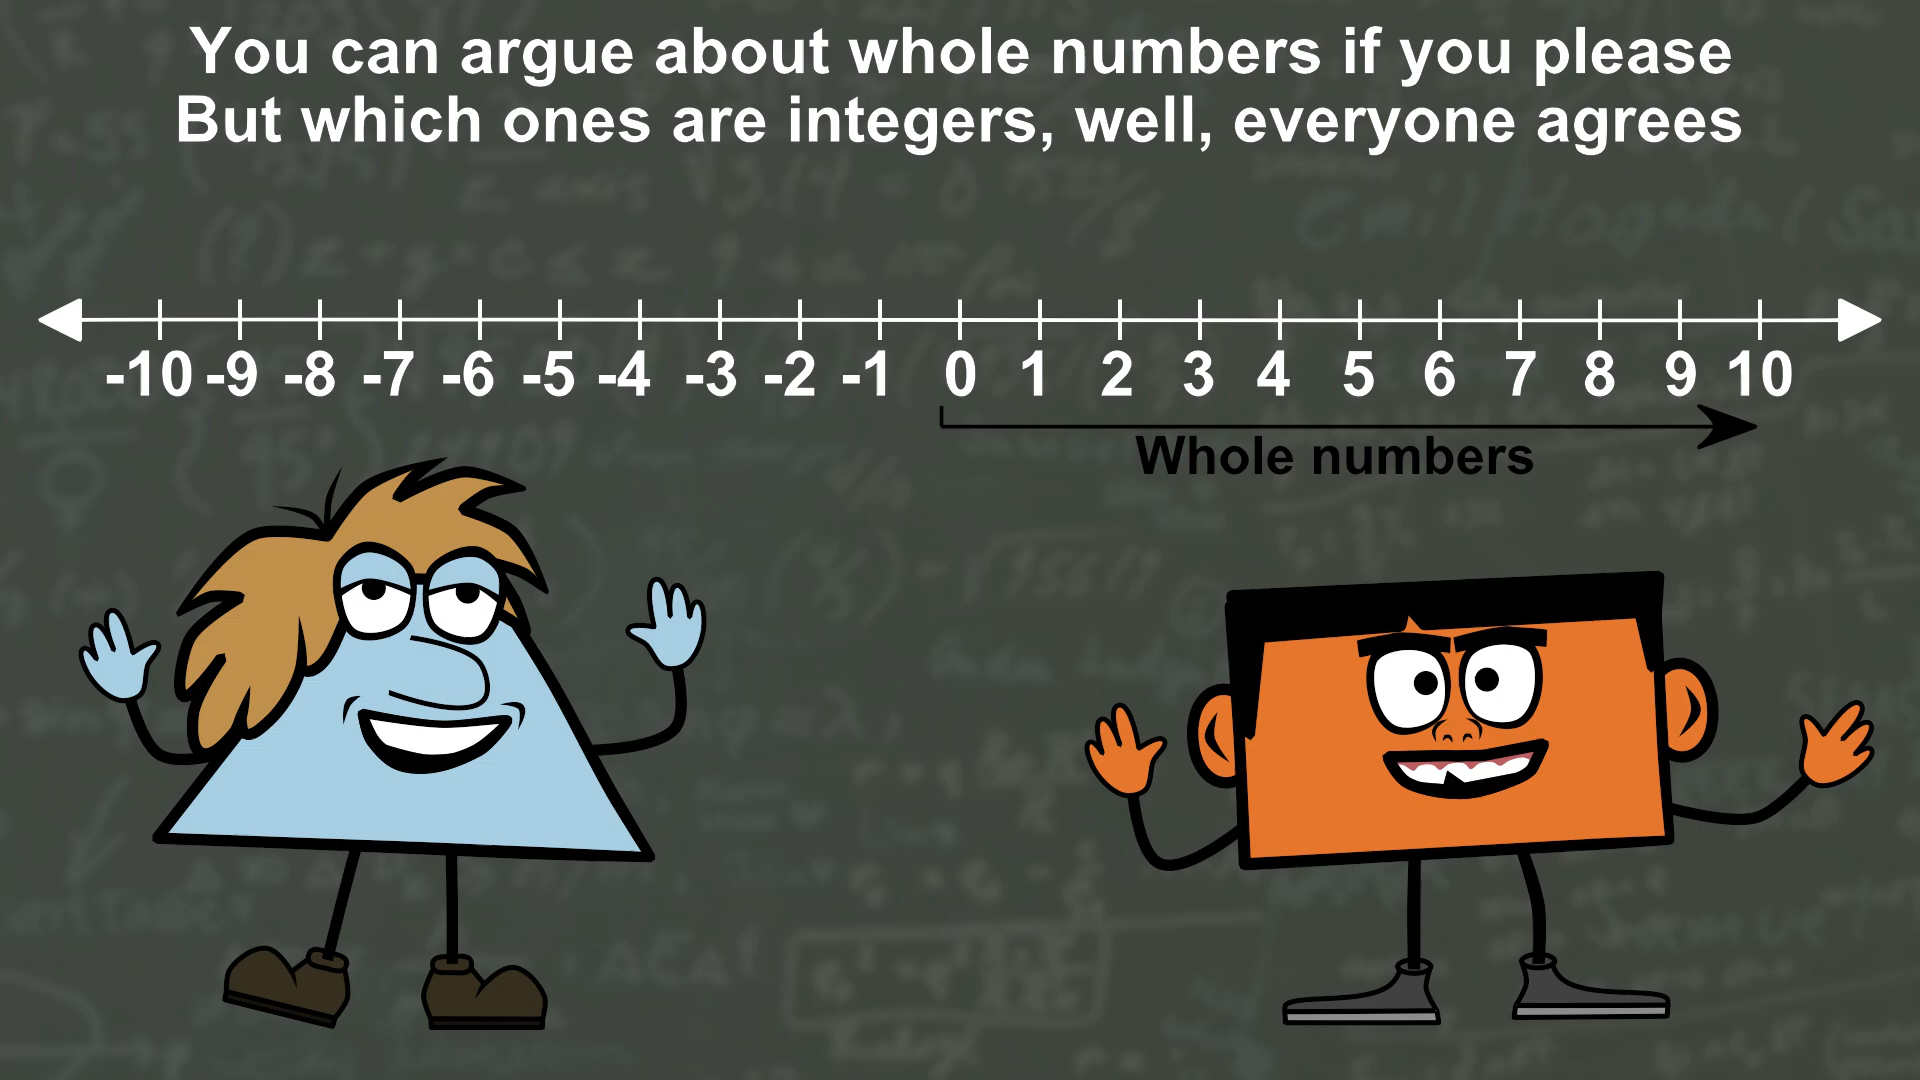 You can argue about whole numbers if you please
But which ones are integers, well, everyone agrees
-10 -9 -8 -7 -6 -5 -4 -3 -2 -1 0 1 2 3 4 5 6 7 8 9 10
Whole numbers